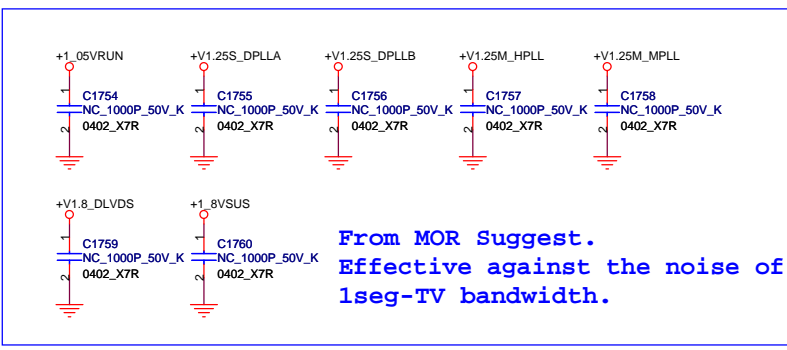 +1_05VRUN
1
C1754
NC_1000P_50V_K
0402_X7R
2
+V1.25S_DPLLA
1
C1755
NC_1000P_50V_K
0402_X7R
2
+V1.25S_DPLLB
1
C1756
NC_1000P_50V_K
0402_X7R
2
+V1.25M_HPLL
1
C1757
NC_1000P_50V_K
0402_X7R
2
+V1.25M_MPLL
1
C1758
NC_1000P_50V_K
0402_X7R
2
+V1.8_DLVDS
1
C1759
NC_1000P_50V_K
0402_X7R
2
+1_8VSUS
1
C1760
NC_1000P_50V_K
0402_X7R
2
From MOR Suggest.
Effective against the noise of
1seg-TV bandwidth.